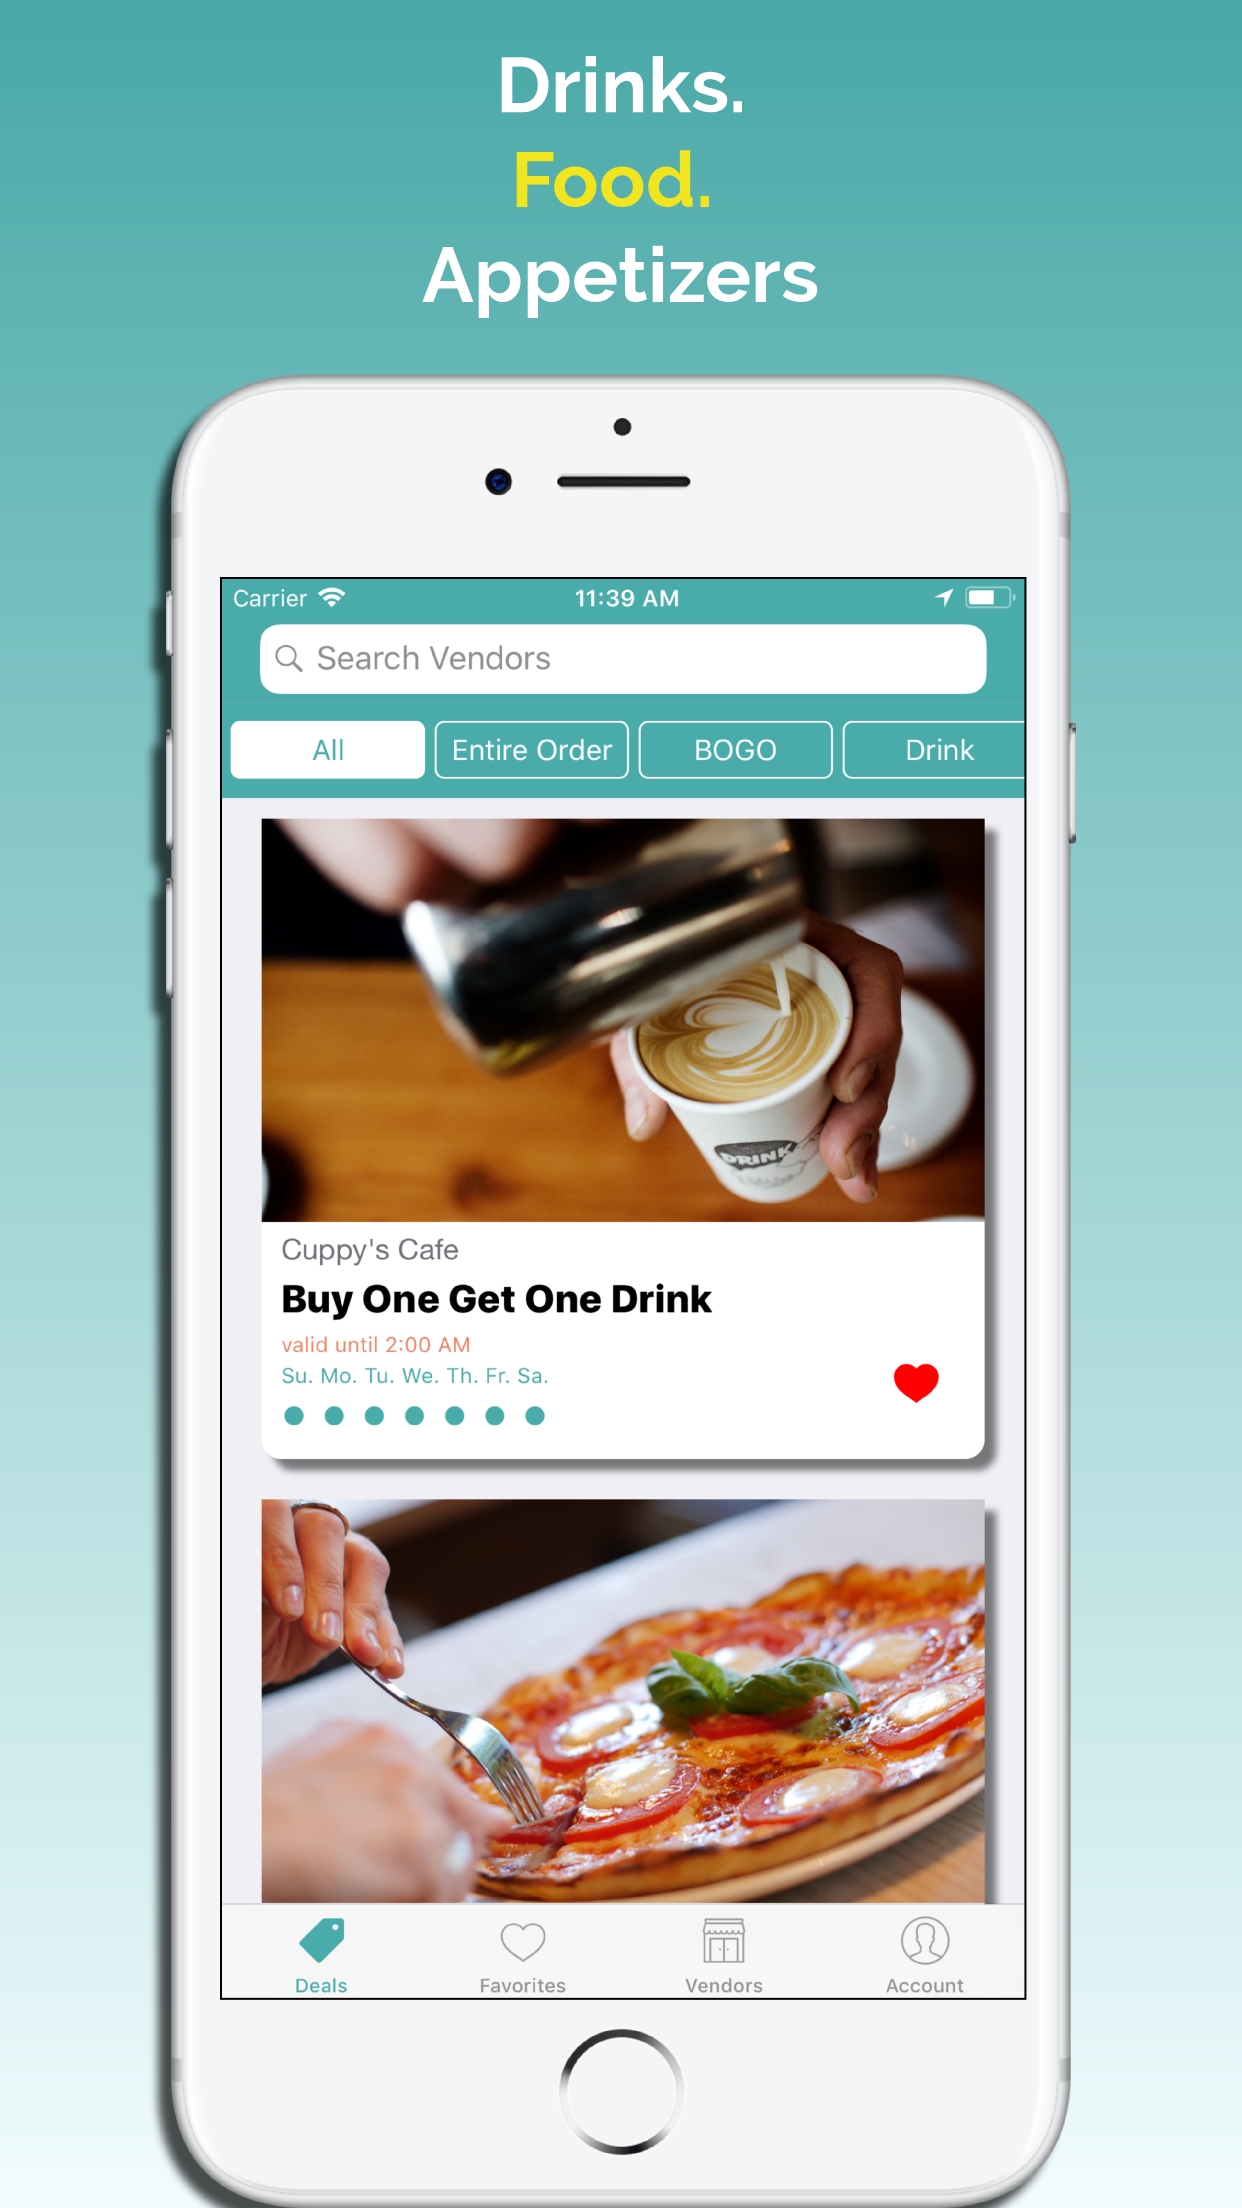 Drinks.
Food.
Appetizers
Carrier 11:39 AM
Search Vendors
All Entire Order BOGO Drink
DRINK
Cuppy's Cafe
Buy One Get One Drink
valid until 2:00 AM
Su. Mo. Tu. We. Th. Fr. Sa.
Deals Favorites Vendors Account